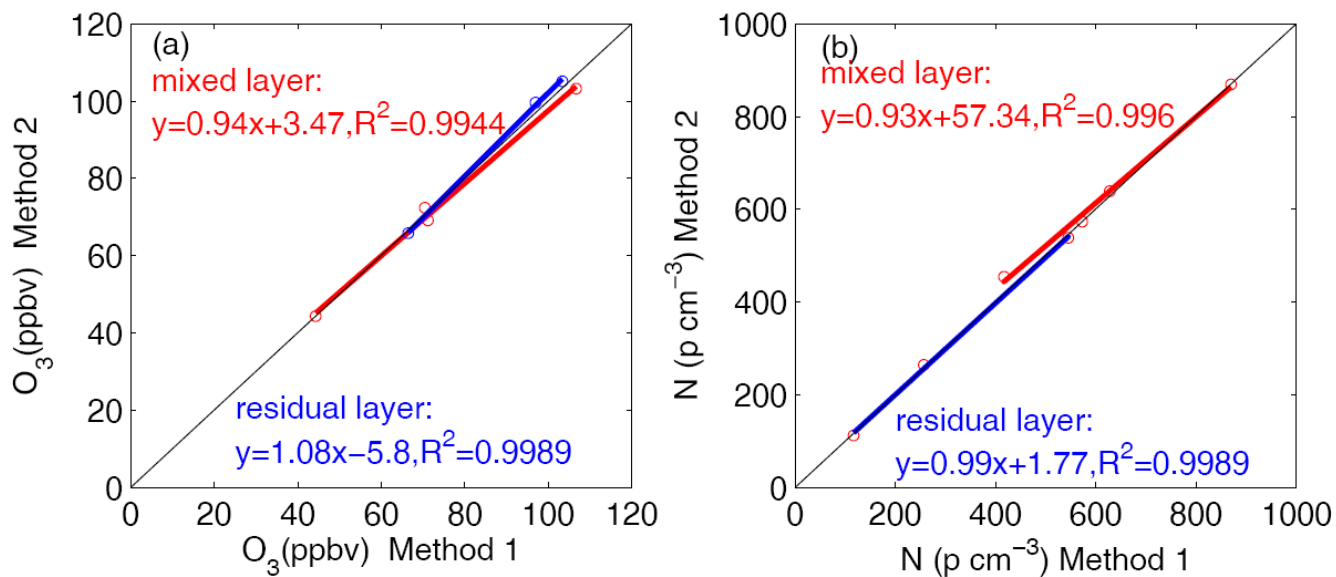 (a)
mixed layer:
y=0.94x+3.47,R²=0.9944
residual layer:
y=1.08x−5.8,R²=0.9989
120
100
80
60
40
20
0
0 20 40 60 80 100 120
O₃(ppbv) Method 2
O₃(ppbv) Method 1
(b)
mixed layer:
y=0.93x+57.34,R²=0.996
residual layer:
y=0.99x+1.77,R²=0.9989
1000
800
600
400
200
0
0 200 400 600 800 1000
N (p cm⁻³) Method 2
N (p cm⁻³) Method 1